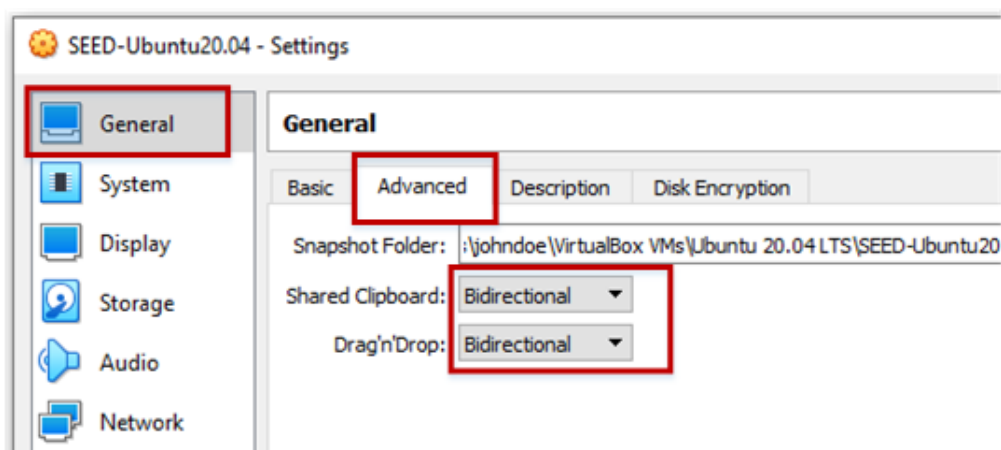 SEED-Ubuntu20.04 - Settings
General
System
Display
Storage
Audio
Network
General
Basic Advanced Description Disk Encryption
Snapshot Folder: :\johndoe\VirtualBox VMs\Ubuntu 20.04 LTS\SEED-Ubuntu20
Shared Clipboard: Bidirectional
Drag'n'Drop: Bidirectional